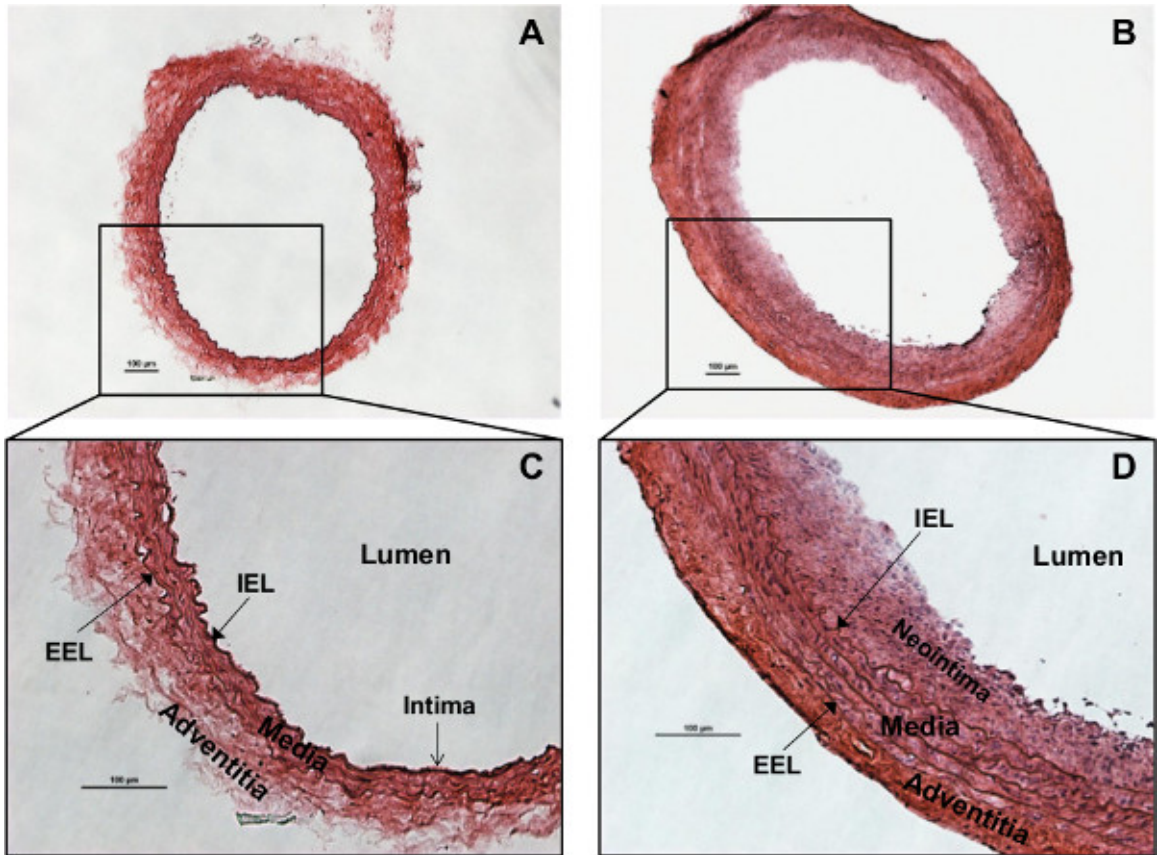 A
B
100 µm
100 µm
C
D
Lumen
IEL
EEL
Intima
Media
Adventitia
100 µm
IEL
Lumen
Neointima
Media
EEL
Adventitia
100 µm